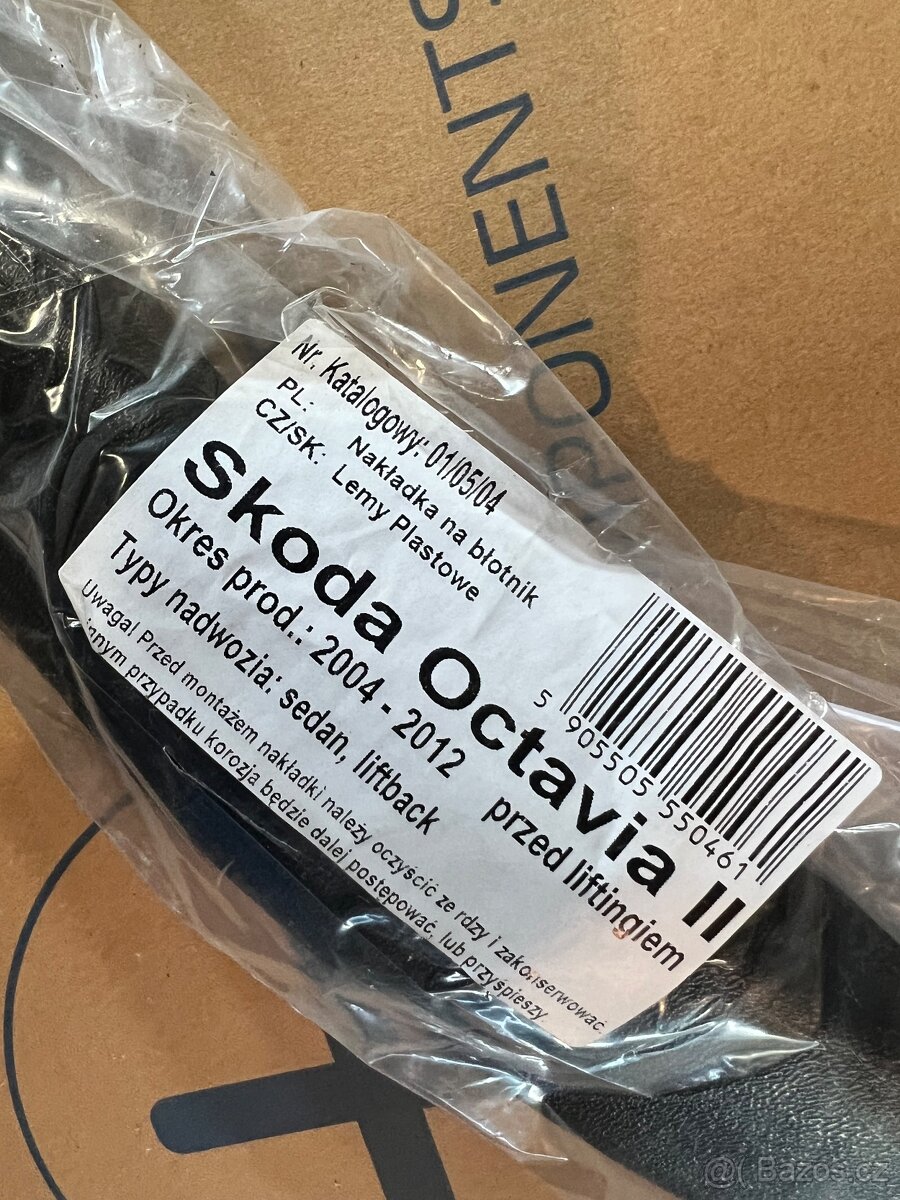 PONENTS
Nr. Katalogowy: 01/05/04
PL: Nakładka na błotnik
CZ/SK: Lemy Plastowe
Skoda Octavia II
Okres prod.: 2004 - 2012 przed liftingiem
Typy nadwozia: sedan, liftback
Uwaga! Przed montażem nakładki należy oczyścić ze rdzy i zakonserwować.
innym przypadku korozja będzie dalej postępować, lub przyśpieszy.
5 905505 550461
@( Bazos.cz